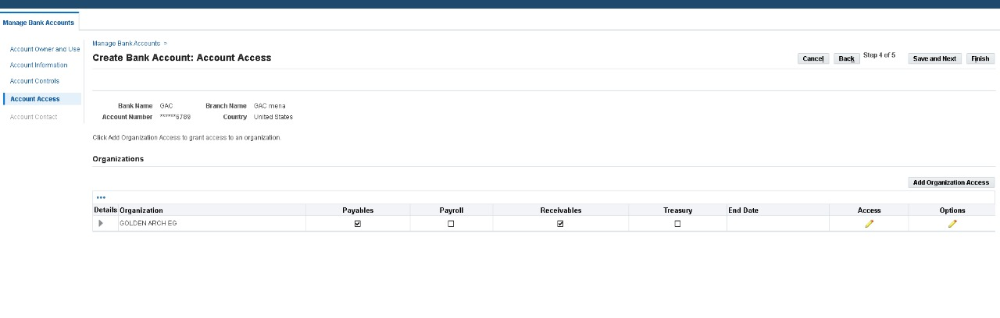 Manage Bank Accounts
Account Owner and Use
Account Information
Account Controls
Account Access
Account Contact
Manage Bank Accounts >
Create Bank Account: Account Access
Cancel Back Step 4 of 5 Save and Next Finish
Bank Name GAC Branch Name GAC mena
Account Number ******6789 Country United States
Click Add Organization Access to grant access to an organization.
Organizations
Add Organization Access
Details Organization Payables Payroll Receivables Treasury End Date Access Options
GOLDEN ARCH EG